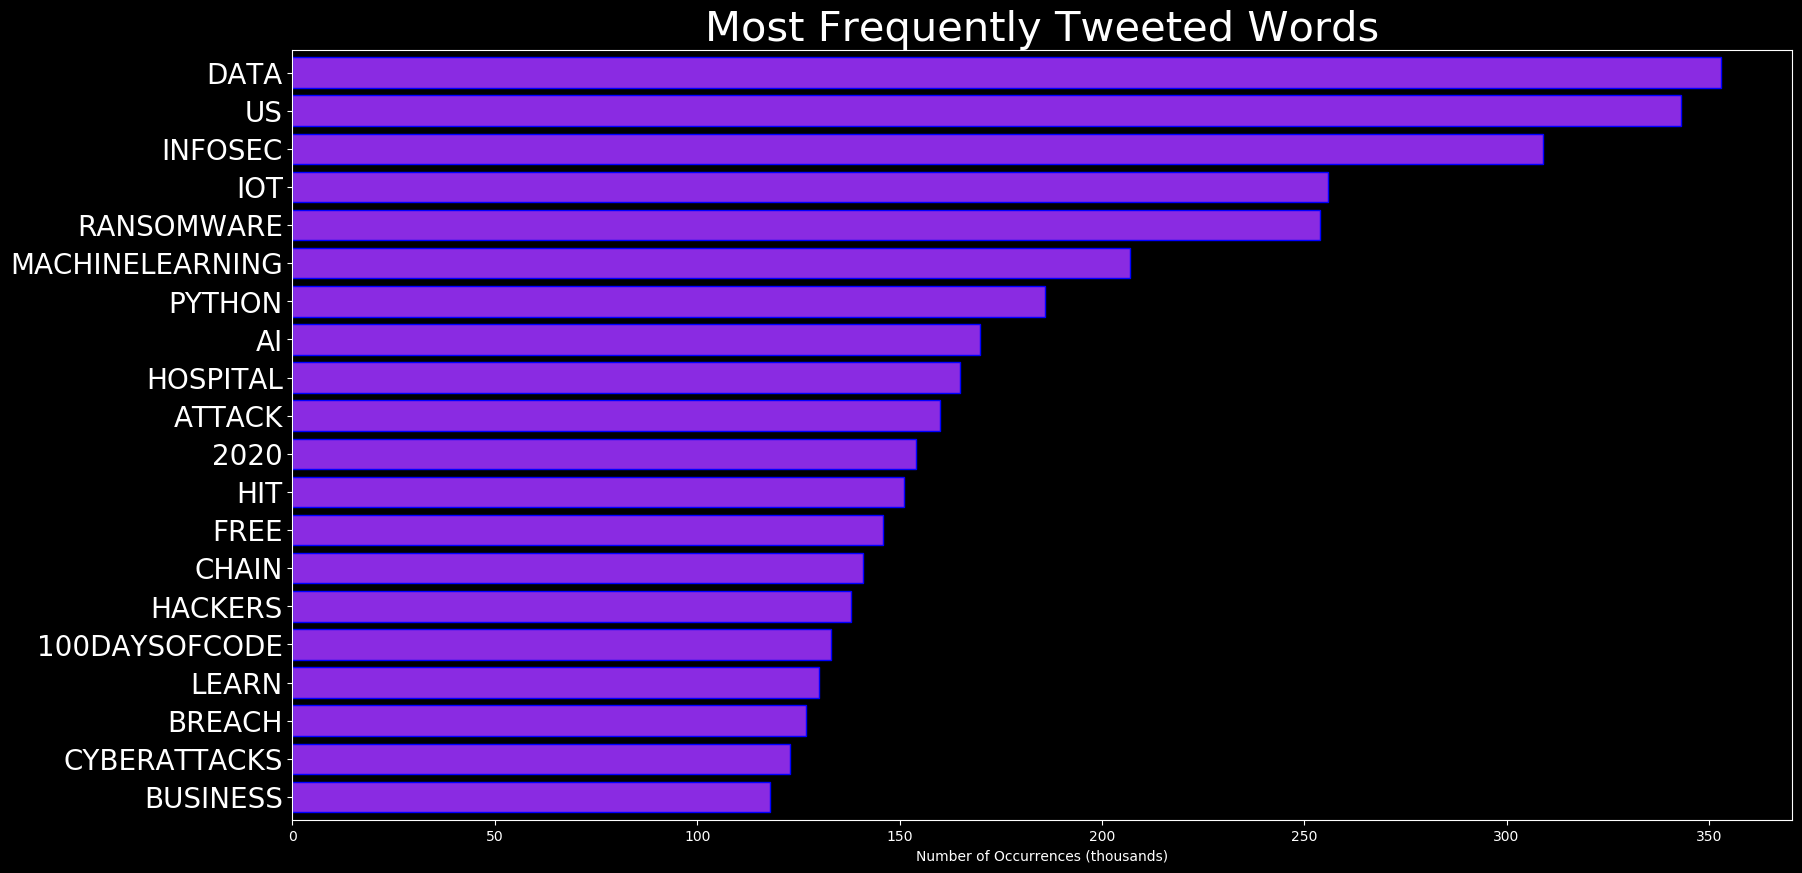 Most Frequently Tweeted Words
DATA
US
INFOSEC
IOT
RANSOMWARE
MACHINELEARNING
PYTHON
AI
HOSPITAL
ATTACK
2020
HIT
FREE
CHAIN
HACKERS
100DAYSOFCODE
LEARN
BREACH
CYBERATTACKS
BUSINESS
0 50 100 150 200 250 300 350
Number of Occurrences (thousands)